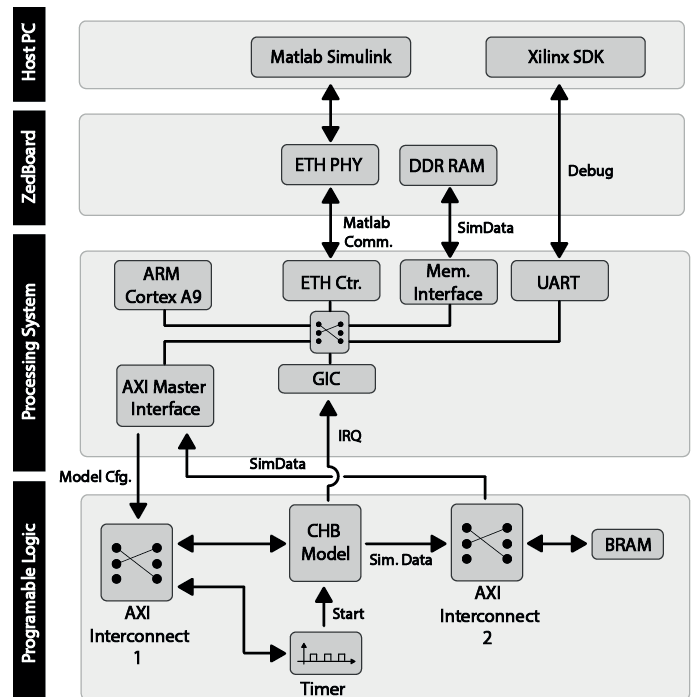 Host PC
Matlab Simulink
Xilinx SDK
ZedBoard
ETH PHY
DDR RAM
Debug
Matlab
Comm.
SimData
Processing System
ARM
Cortex A9
ETH Ctr.
Mem.
Interface
UART
AXI Master
Interface
GIC
IRQ
Model Cfg.
SimData
Programable Logic
CHB
Model
Sim. Data
BRAM
AXI
Interconnect
1
AXI
Interconnect
2
Start
Timer